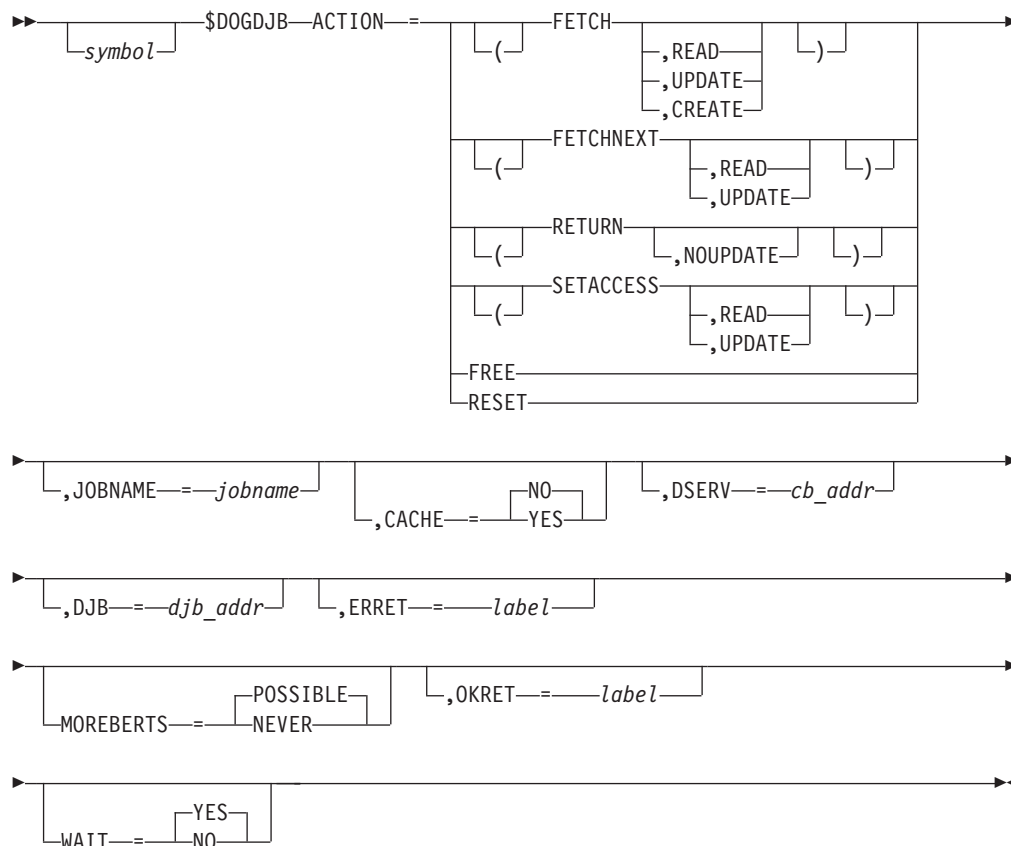 $DOGDJB ACTION = ( FETCH )
symbol
,READ
,UPDATE
,CREATE
( FETCHNEXT )
,READ
,UPDATE
( RETURN )
,NOUPDATE
( SETACCESS )
,READ
,UPDATE
FREE
RESET
,JOBNAME = jobname
,CACHE = NO
YES
,DSERV = cb_addr
,DJB = djb_addr
,ERRET = label
MOREBERTS = POSSIBLE
NEVER
,OKRET = label
WAIT = YES
NO